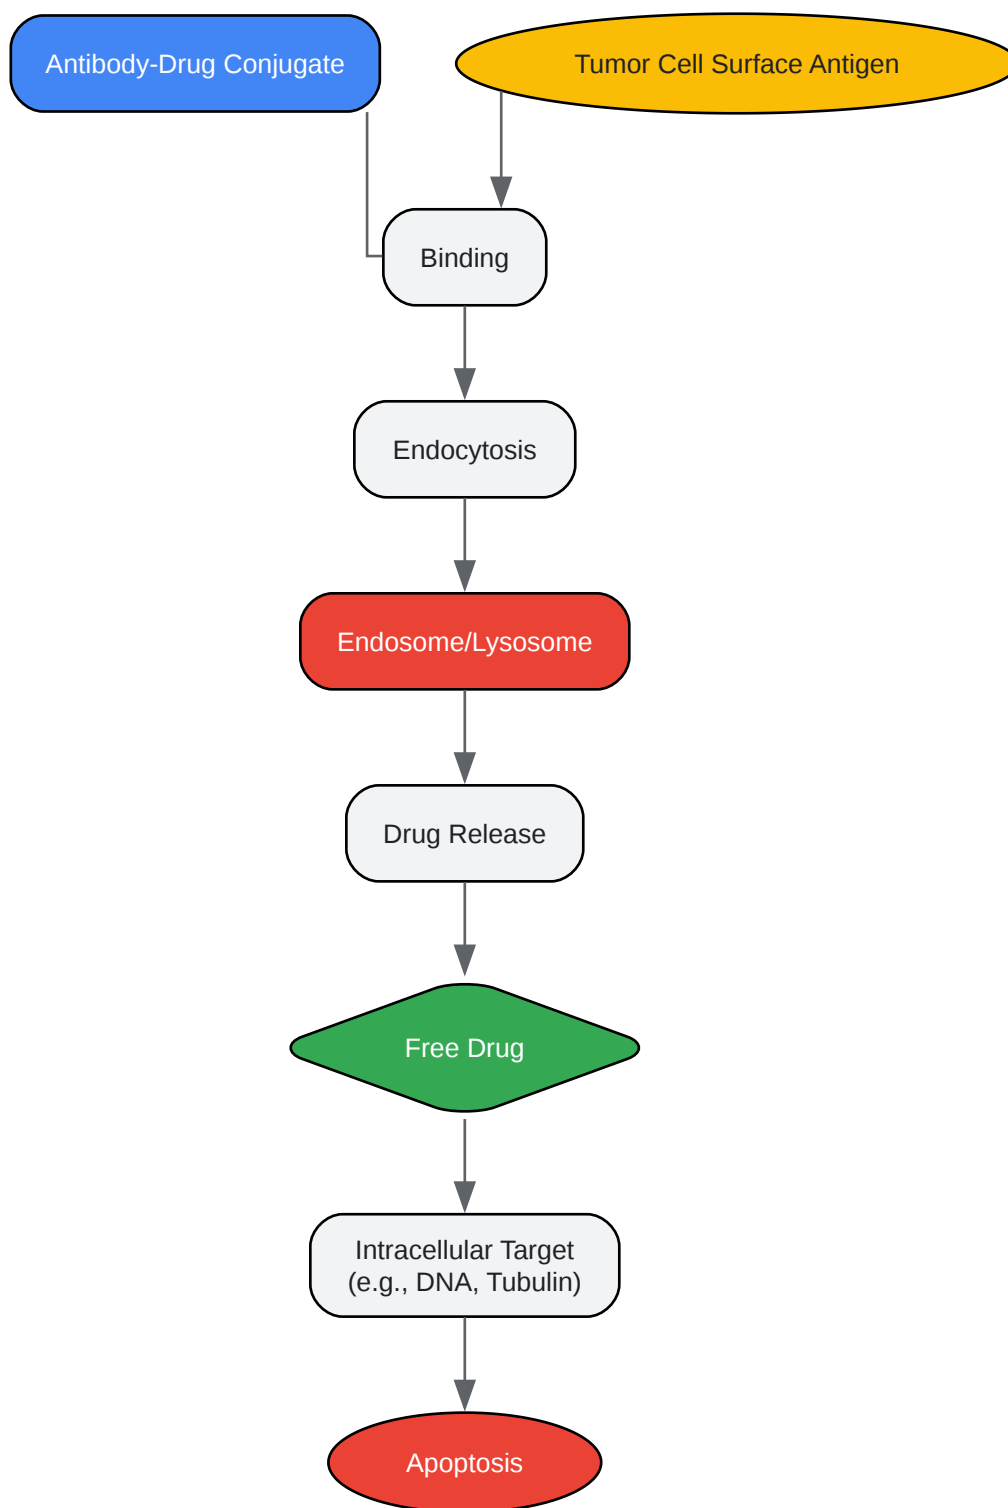 Antibody-Drug Conjugate
Tumor Cell Surface Antigen
Binding
Endocytosis
Endosome/Lysosome
Drug Release
Free Drug
Intracellular Target
(e.g., DNA, Tubulin)
Apoptosis